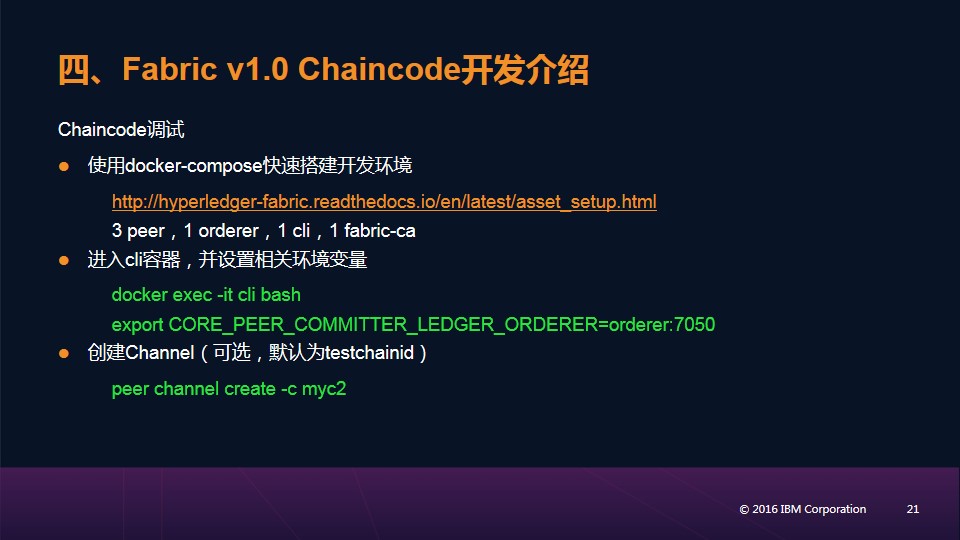 四、Fabric v1.0 Chaincode开发介绍
Chaincode调试
● 使用docker-compose快速搭建开发环境
http://hyperledger-fabric.readthedocs.io/en/latest/asset_setup.html
3 peer，1 orderer，1 cli，1 fabric-ca
● 进入cli容器，并设置相关环境变量
docker exec -it cli bash
export CORE_PEER_COMMITTER_LEDGER_ORDERER=orderer:7050
● 创建Channel（可选，默认为testchainid）
peer channel create -c myc2
© 2016 IBM Corporation 21